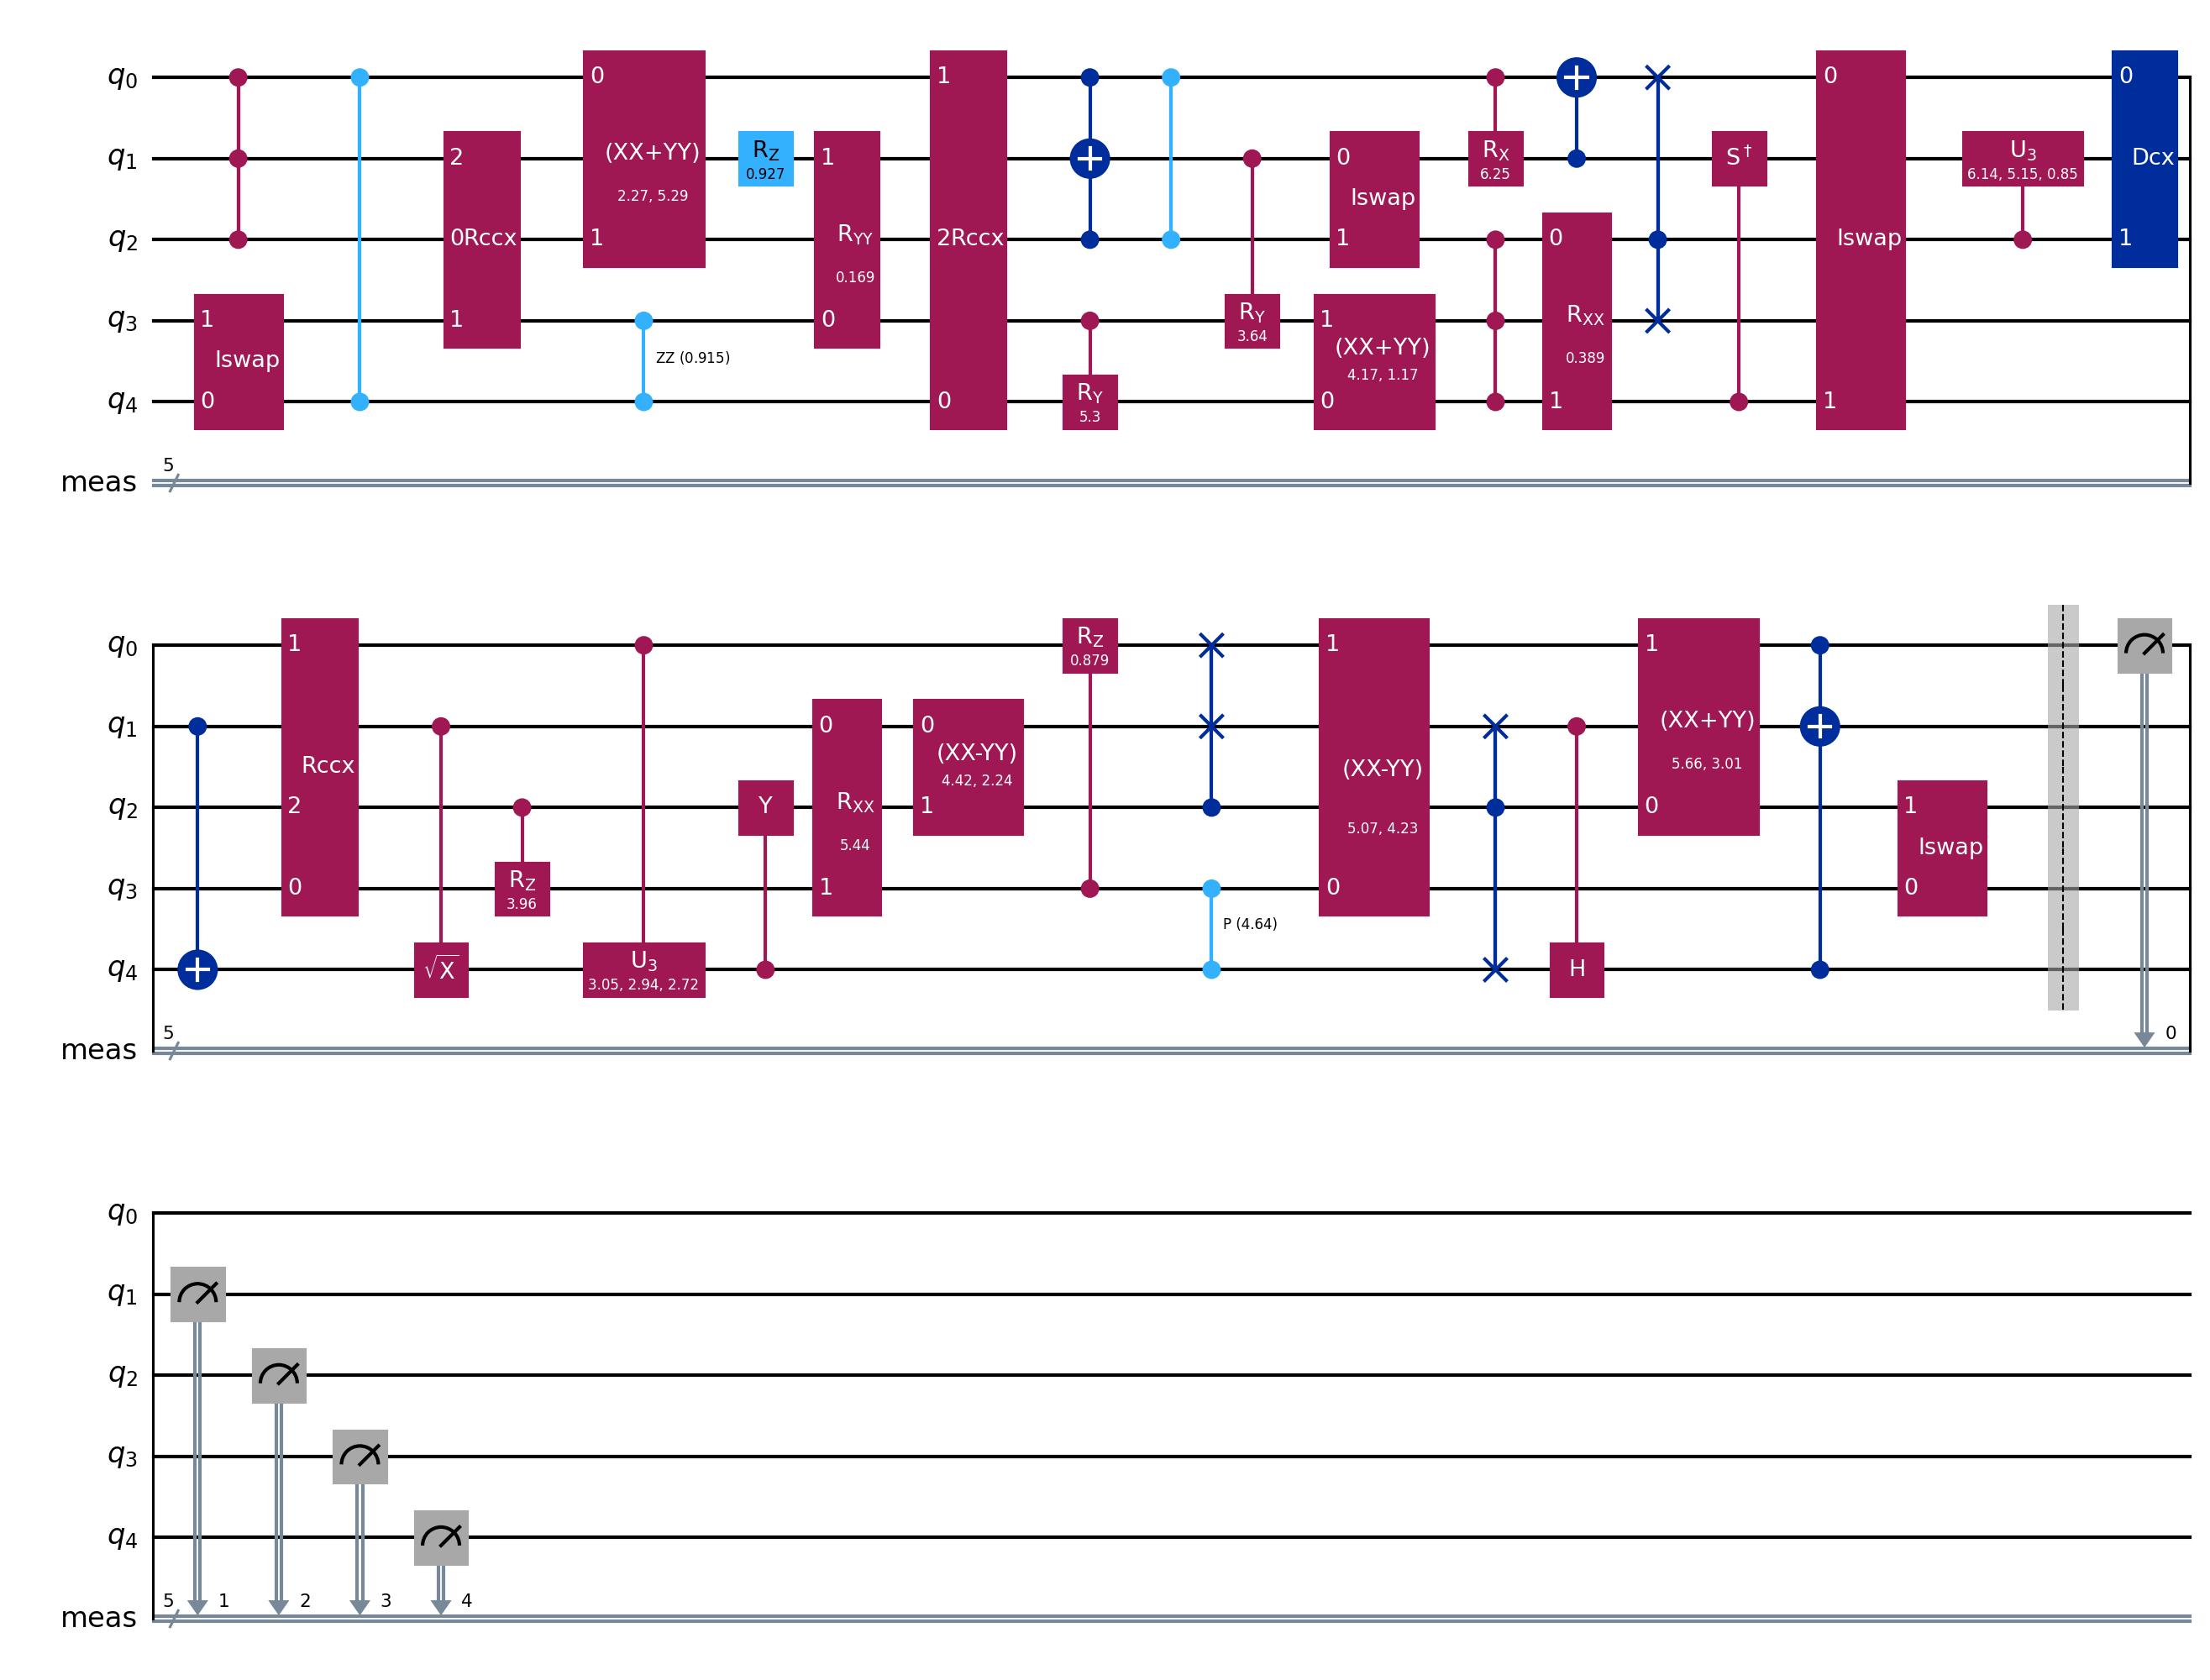 q0 0 1 0 0
(XX+YY)
2.27, 5.29
q1 2 RZ 0.927 1 0 RX 6.25 S† U3 6.14, 5.15, 0.85 Dcx
Iswap
q2 0Rccx 1 RYY 0.169 2Rccx 1 0 Iswap 1
q3 1 1 0 RY 3.64 1 RXX 0.389
Iswap ZZ (0.915) (XX+YY)
4.17, 1.17
q4 0 0 RY 5.3 0 1 1
meas 5
q0 1 RZ 0.879 1 1
q1 0 0 (XX+YY)
(XX-YY)
4.42, 2.24 5.66, 3.01
Rccx (XX-YY)
q2 2 Y RXX 5.44 1 5.07, 4.23 0 1
Iswap
q3 0 RZ 3.96 1 0 0
P (4.64)
q4 √X U3 3.05, 2.94, 2.72 H
meas 5 0
q0
q1
q2
q3
q4
meas 5 1 2 3 4